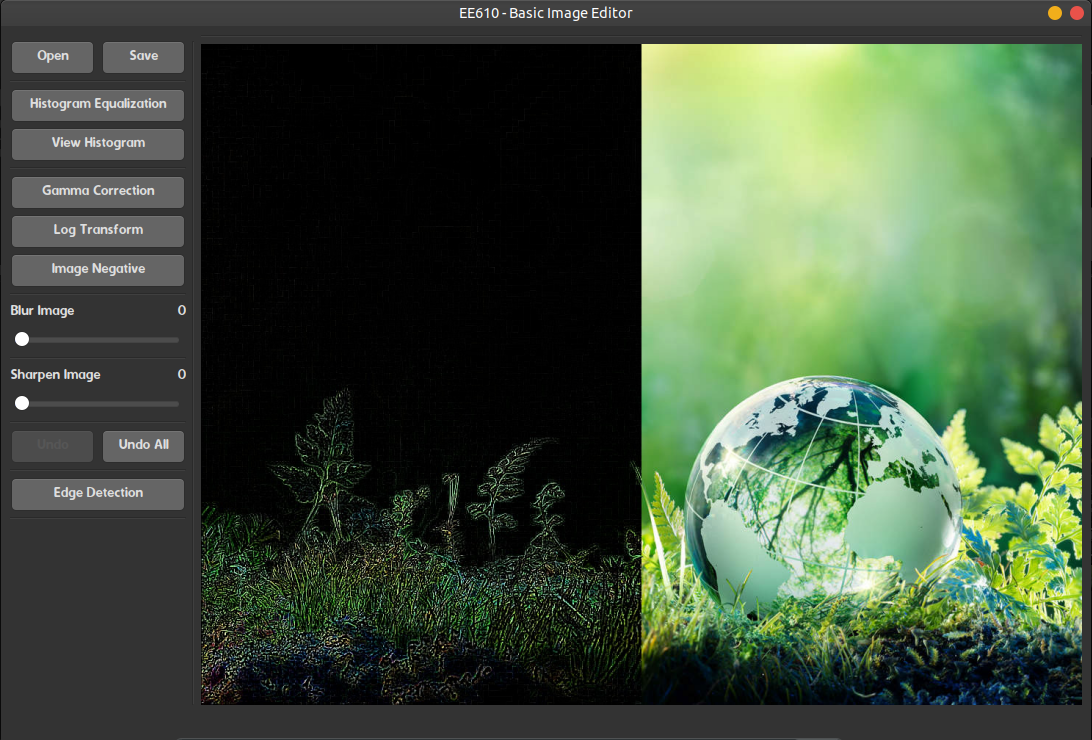 EE610 - Basic Image Editor
Open Save
Histogram Equalization
View Histogram
Gamma Correction
Log Transform
Image Negative
Blur Image 0
Sharpen Image 0
Undo Undo All
Edge Detection